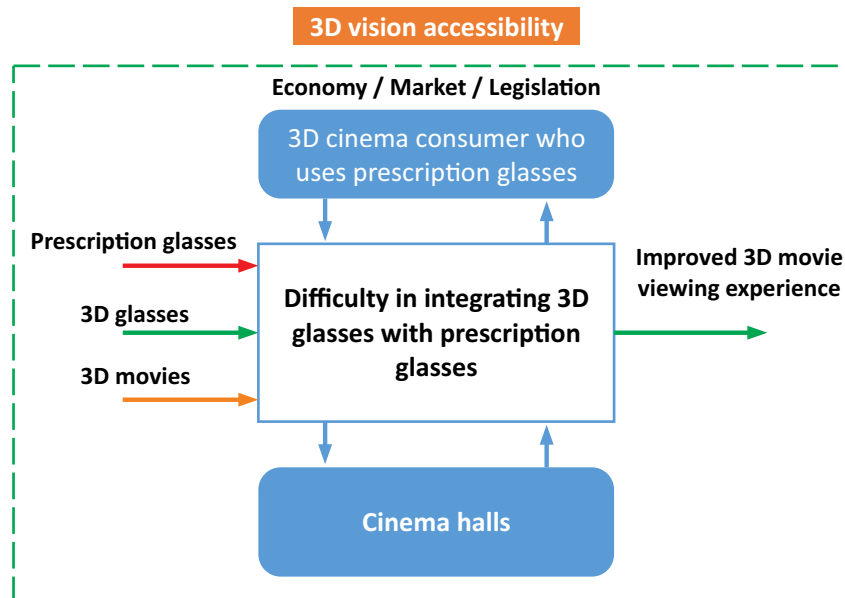 3D vision accessibility
Economy / Market / Legislation
3D cinema consumer who
uses prescription glasses
Prescription glasses
3D glasses
3D movies
Difficulty in integrating 3D
glasses with prescription
glasses
Improved 3D movie
viewing experience
Cinema halls